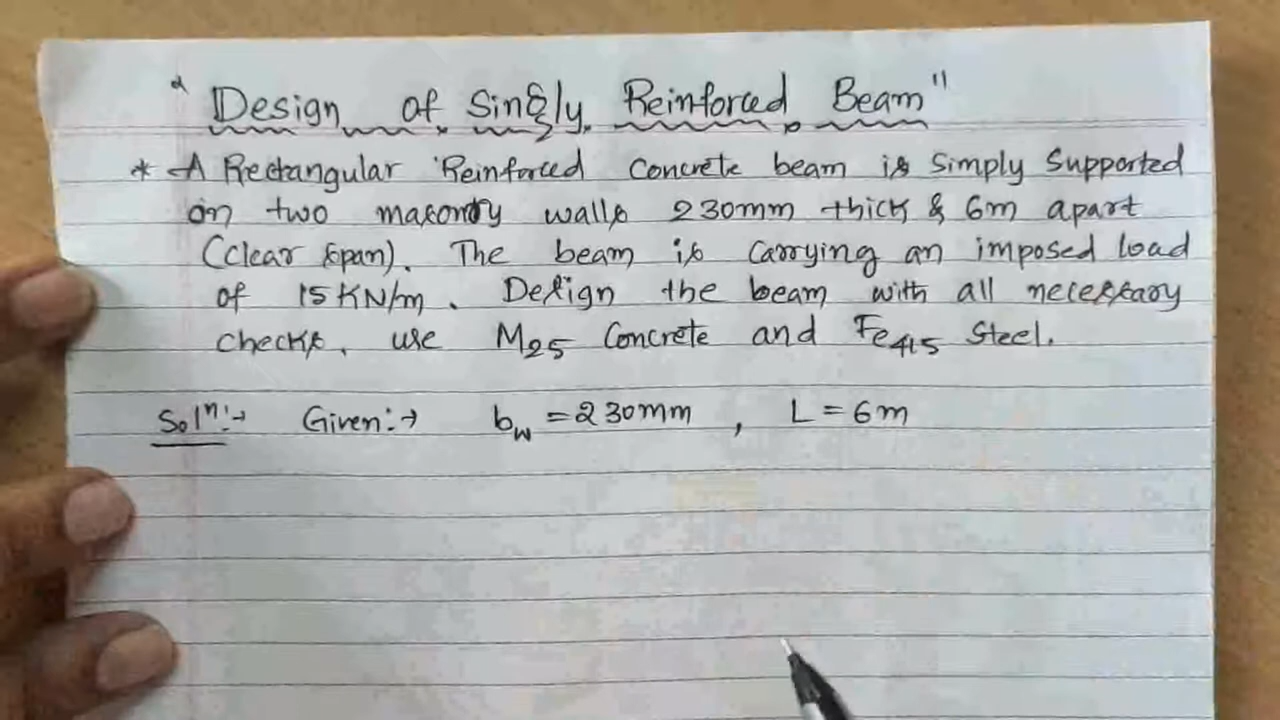 "Design of Singly Reinforced Beam"
* A Rectangular Reinforced Concrete beam is Simply Supported
on two masonry walls 230mm thick & 6m apart
(clear span). The beam is Carrying an imposed load
of 15 KN/m. Design the beam with all necessary
checks. use M25 Concrete and Fe415 Steel.
Solⁿ:→ Given:→ bw = 230mm , L = 6m